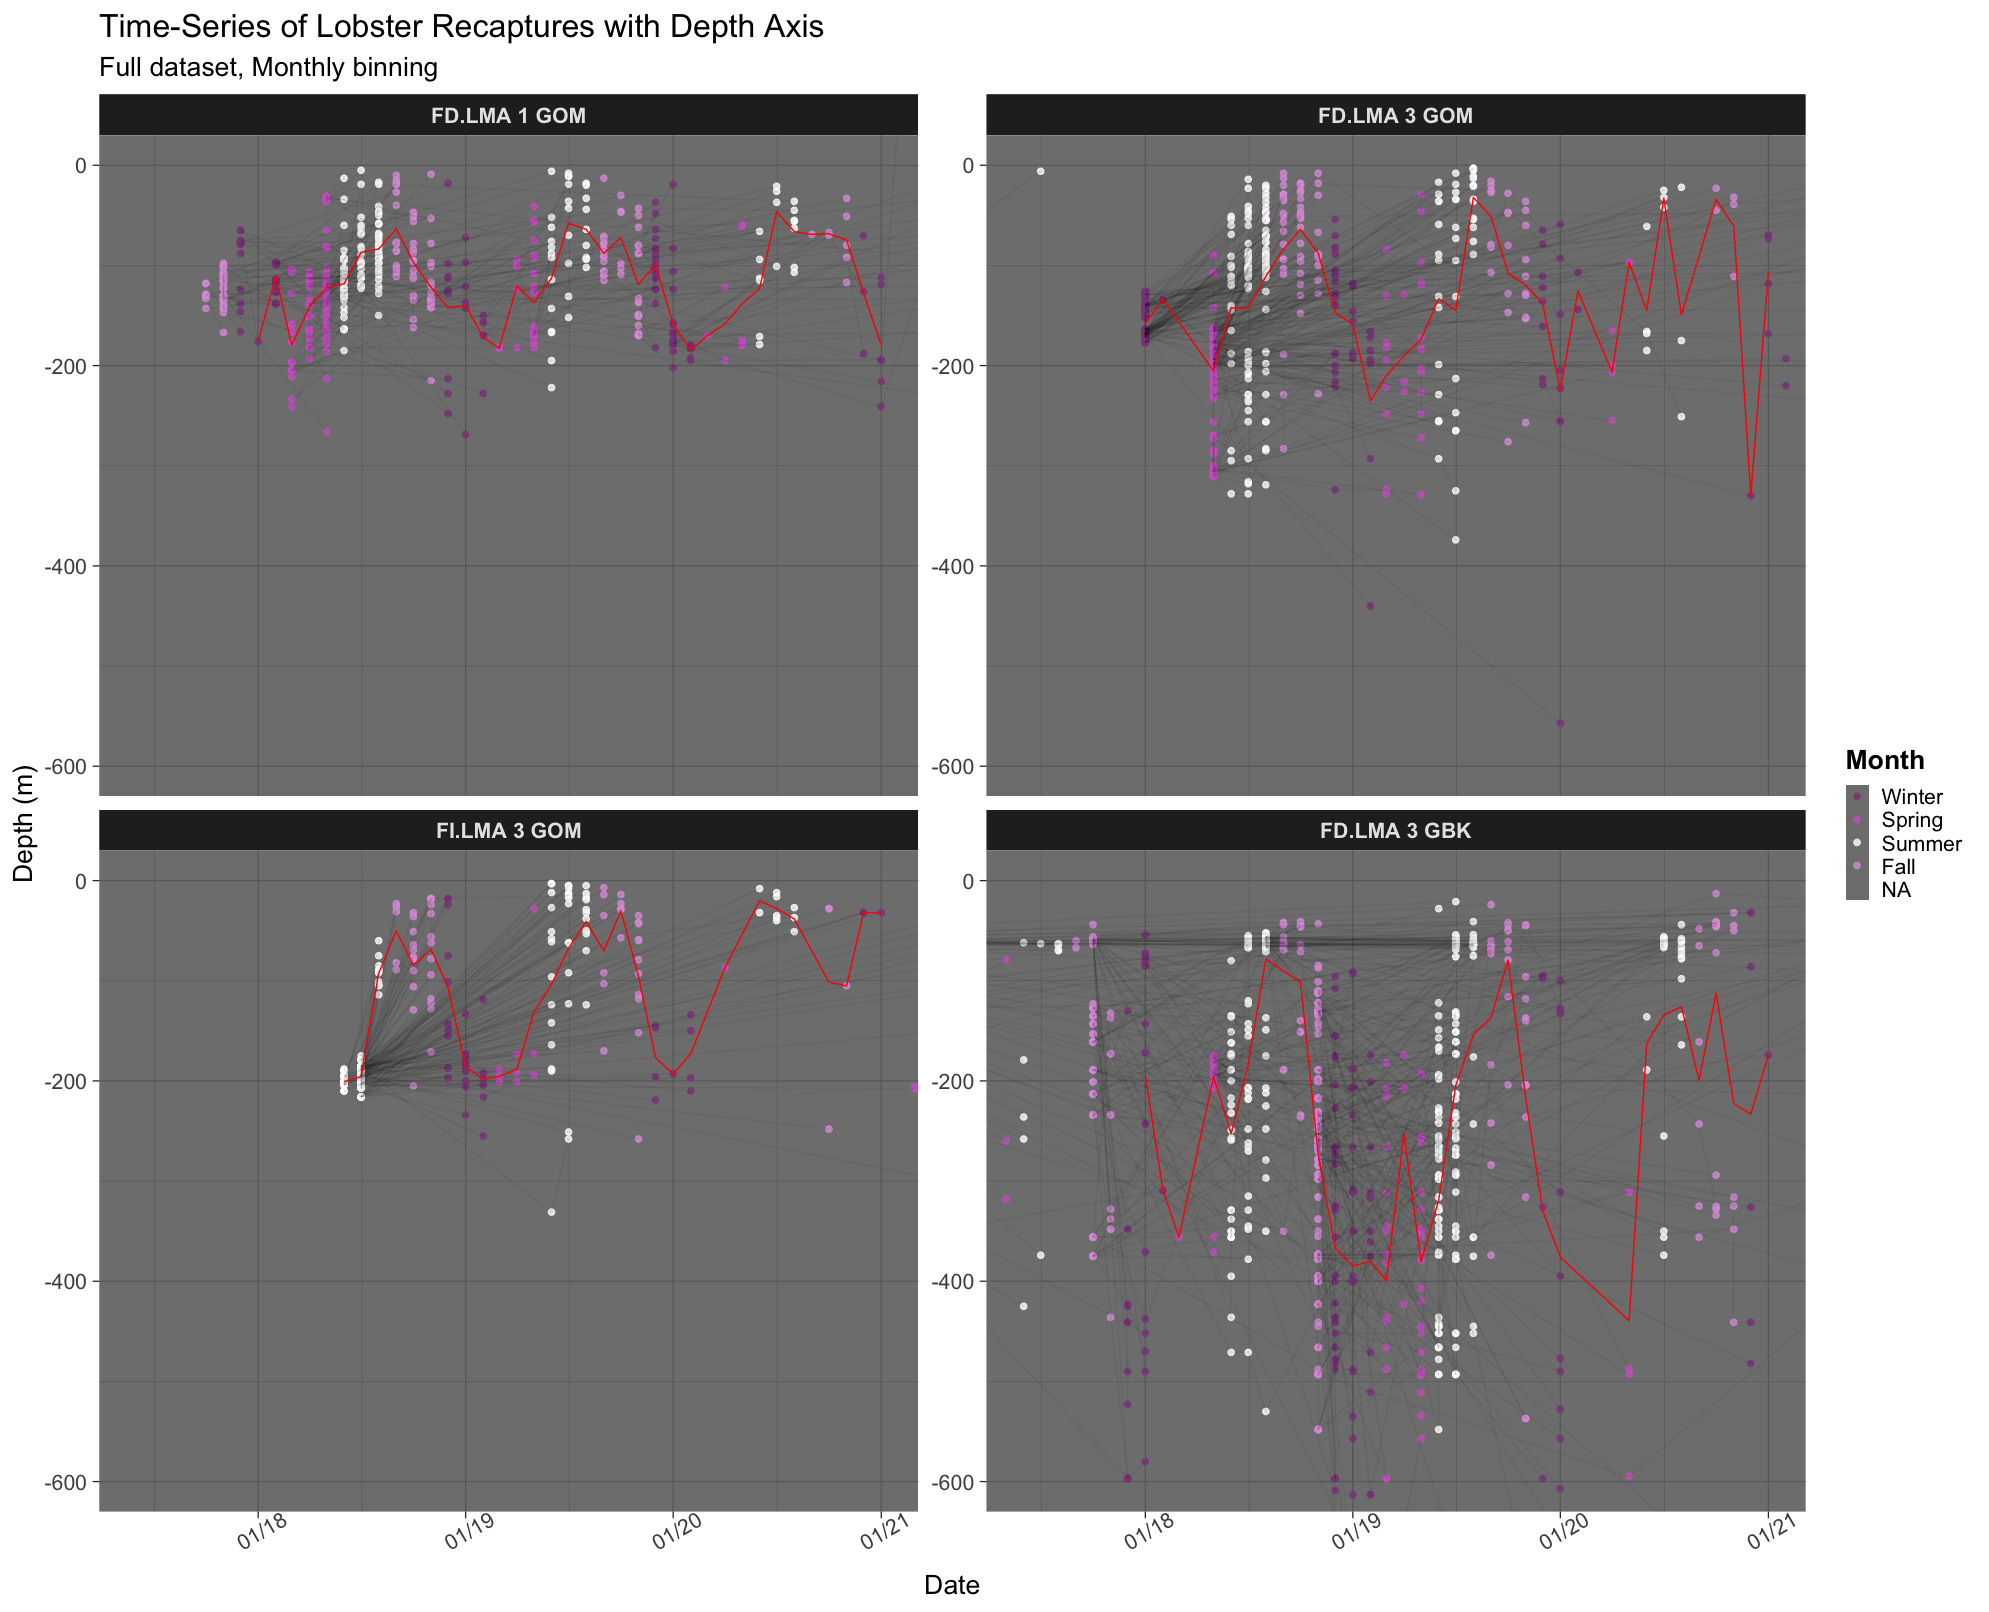 Time-Series of Lobster Recaptures with Depth Axis
Full dataset, Monthly binning
FD.LMA 1 GOM
FD.LMA 3 GOM
0
-200
-400
-600
0
-200
-400
-600
FI.LMA 3 GOM
FD.LMA 3 GBK
0
-200
-400
-600
0
-200
-400
-600
01/18
01/19
01/20
01/21
01/18
01/19
01/20
01/21
Depth (m)
Date
Month
Winter
Spring
Summer
Fall
NA